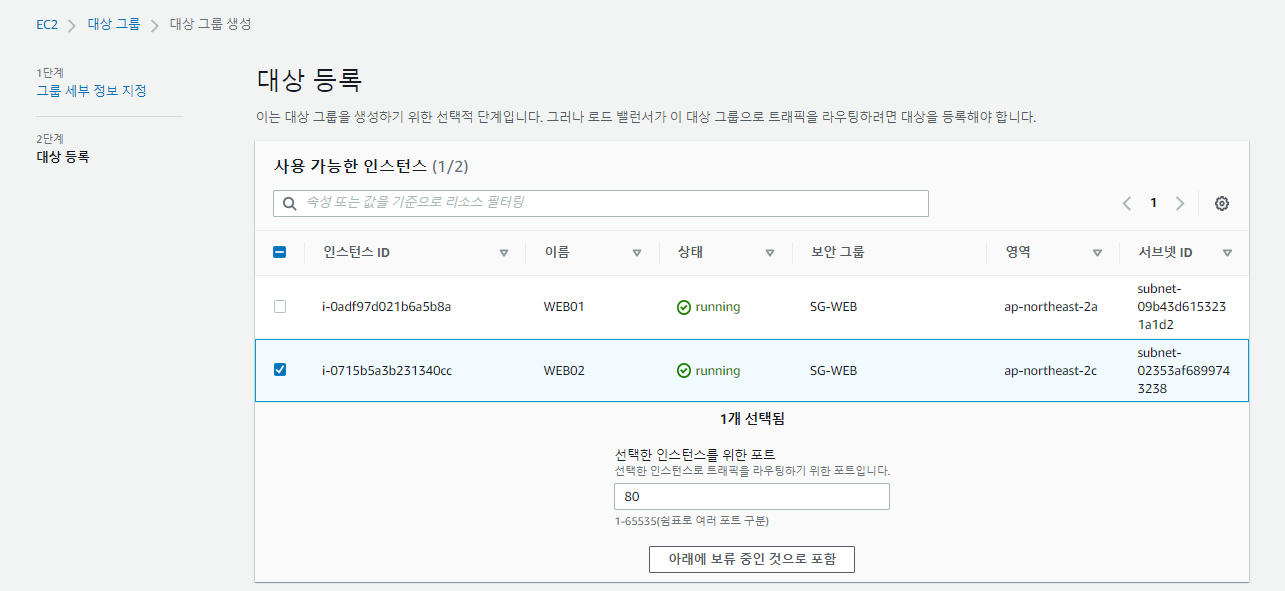 EC2 > 대상 그룹 > 대상 그룹 생성
1단계
그룹 세부 정보 지정
2단계
대상 등록
대상 등록
이는 대상 그룹을 생성하기 위한 선택적 단계입니다. 그러나 로드 밸런서가 이 대상 그룹으로 트래픽을 라우팅하려면 대상을 등록해야 합니다.
사용 가능한 인스턴스 (1/2)
속성 또는 값을 기준으로 리소스 필터링
1
인스턴스 ID 이름 상태 보안 그룹 영역 서브넷 ID
i-0adf97d021b6a5b8a WEB01 running SG-WEB ap-northeast-2a subnet-
09b43d615323
1a1d2
i-0715b5a3b231340cc WEB02 running SG-WEB ap-northeast-2c subnet-
02353af689974
3238
1개 선택됨
선택한 인스턴스를 위한 포트
선택한 인스턴스로 트래픽을 라우팅하기 위한 포트입니다.
80
1-65535(쉼표로 여러 포트 구분)
아래에 보류 중인 것으로 포함